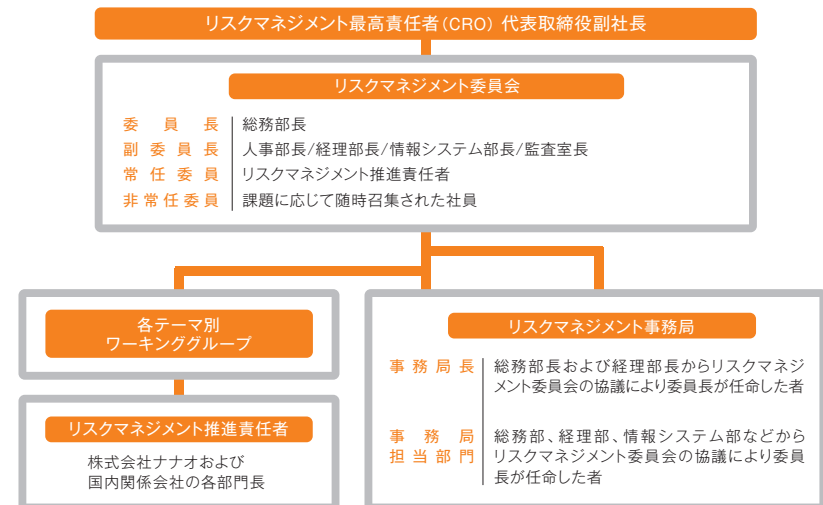 リスクマネジメント最高責任者(CRO) 代表取締役副社長
リスクマネジメント委員会
委員長 総務部長
副委員長 人事部長/経理部長/情報システム部長/監査室長
常任委員 リスクマネジメント推進責任者
非常任委員 課題に応じて随時召集された社員
各テーマ別
ワーキンググループ
リスクマネジメント推進責任者
株式会社ナナオおよび
国内関係会社の各部門長
リスクマネジメント事務局
事務局長 総務部長および経理部長からリスクマネジ
メント委員会の協議により委員長が任命した者
事務局 総務部、経理部、情報システム部などから
担当部門 リスクマネジメント委員会の協議により委員
長が任命した者